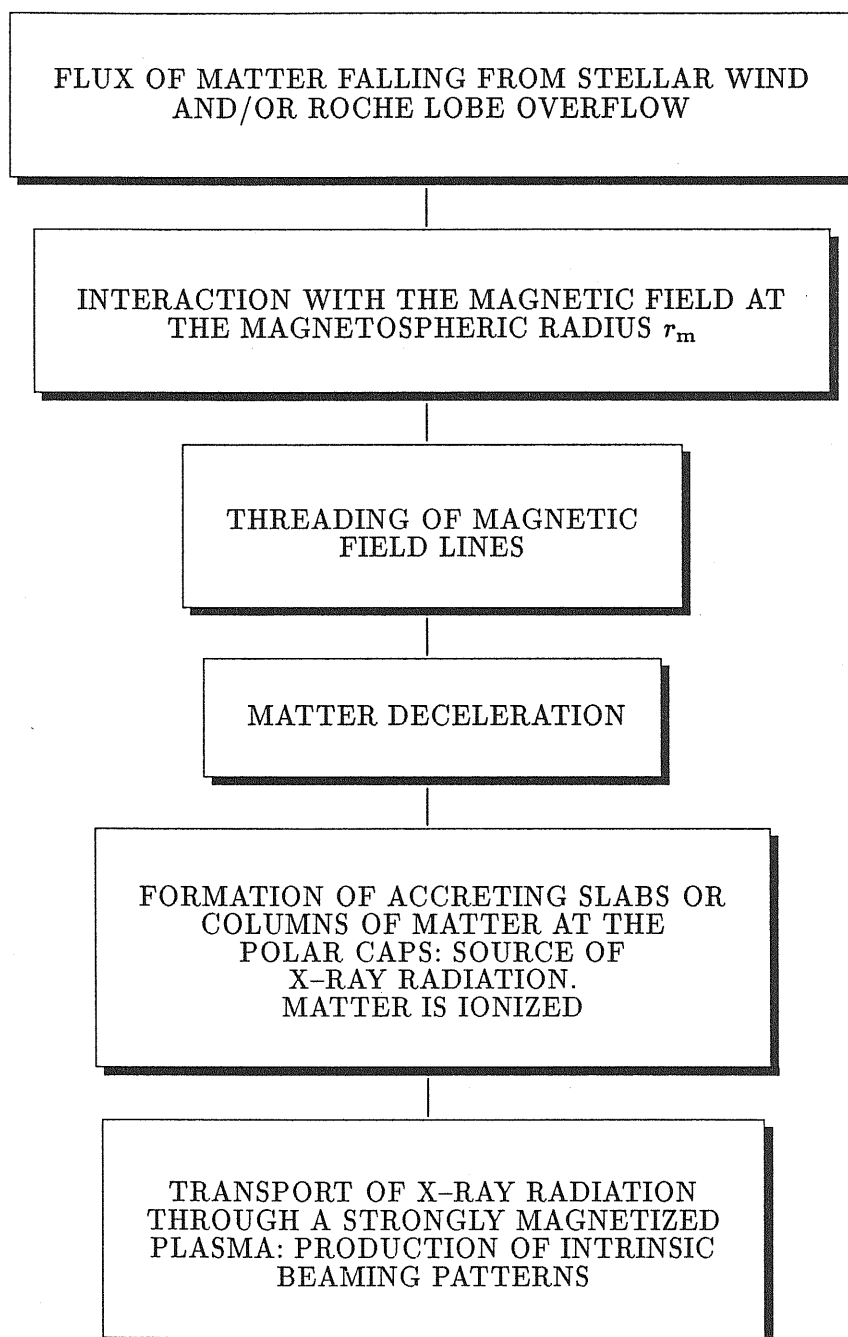 FLUX OF MATTER FALLING FROM STELLAR WIND
AND/OR ROCHE LOBE OVERFLOW
INTERACTION WITH THE MAGNETIC FIELD AT
THE MAGNETOSPHERIC RADIUS r_m
THREADING OF MAGNETIC
FIELD LINES
MATTER DECELERATION
FORMATION OF ACCRETING SLABS OR
COLUMNS OF MATTER AT THE
POLAR CAPS: SOURCE OF
X–RAY RADIATION.
MATTER IS IONIZED
TRANSPORT OF X–RAY RADIATION
THROUGH A STRONGLY MAGNETIZED
PLASMA: PRODUCTION OF INTRINSIC
BEAMING PATTERNS